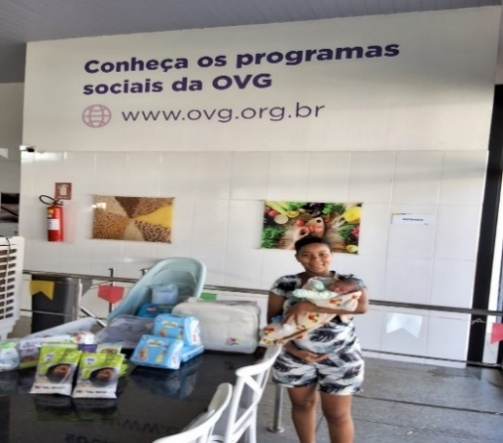 Conheça os programas
sociais da OVG
www.ovg.org.br